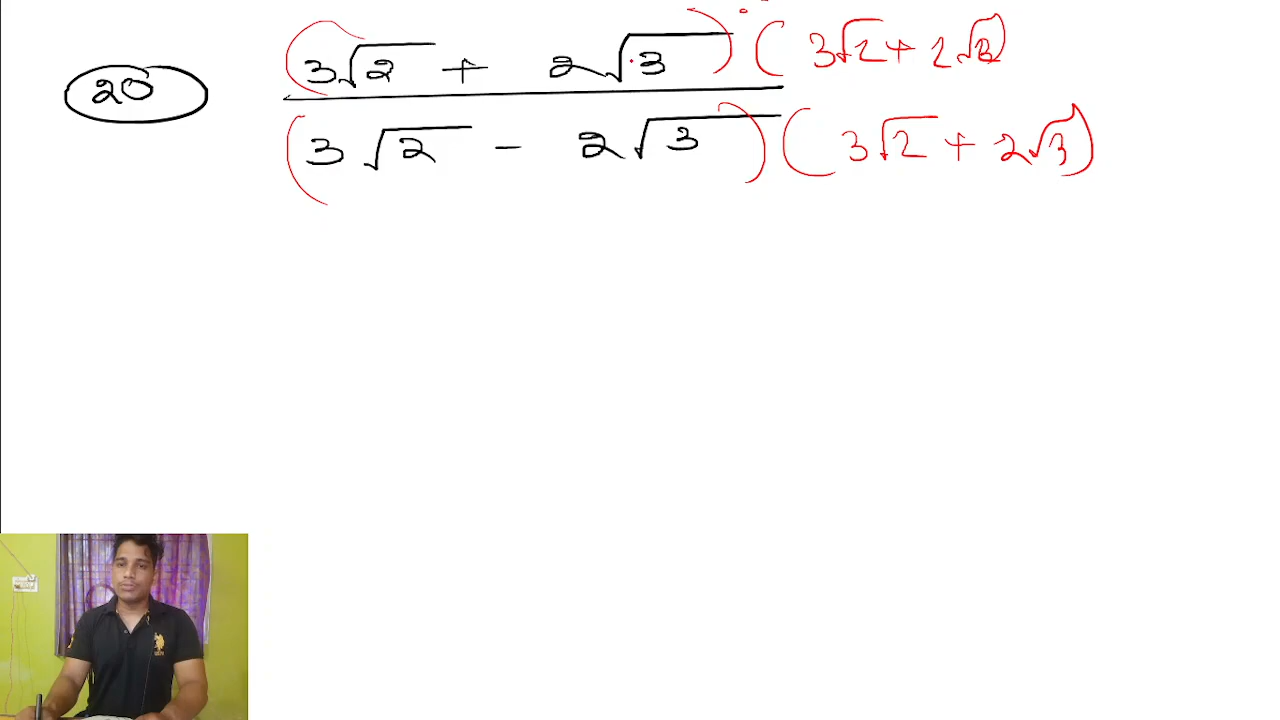 (3√2 + 2√3) (3√2 + 2√3)
20
(3√2 - 2√3) (3√2 + 2√3)